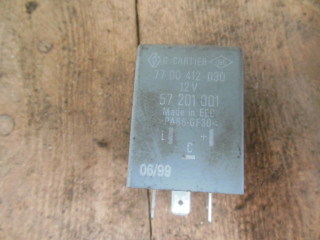 CARTIER
77 00 412 030
12V
57 201 001
Made in EEC
L
C
06/99